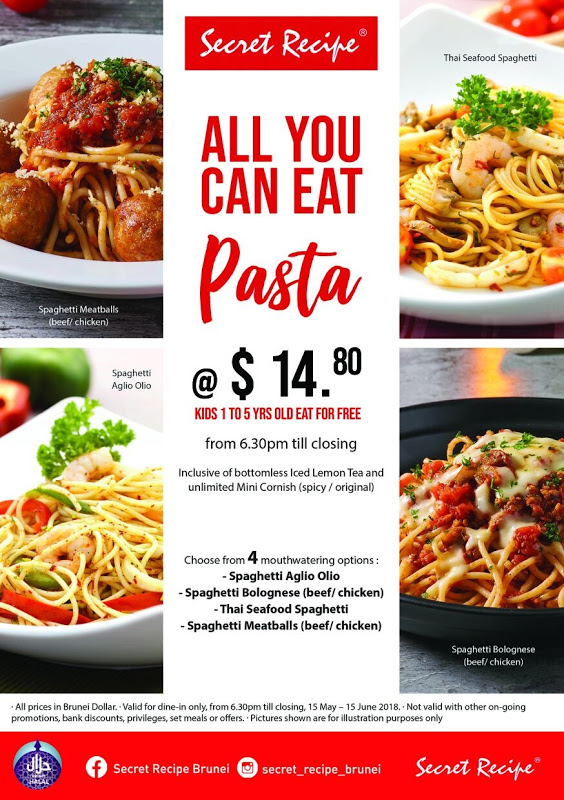 Secret Recipe®
Thai Seafood Spaghetti
ALL YOU
CAN EAT
Pasta
Spaghetti Meatballs
(beef/ chicken)
Spaghetti
Aglio Olio
@ $ 14.80
KIDS 1 TO 5 YRS OLD EAT FOR FREE
from 6.30pm till closing
Inclusive of bottomless Iced Lemon Tea and
unlimited Mini Cornish (spicy / original)
Choose from 4 mouthwatering options :
- Spaghetti Aglio Olio
- Spaghetti Bolognese (beef/ chicken)
- Thai Seafood Spaghetti
- Spaghetti Meatballs (beef/ chicken)
Spaghetti Bolognese
(beef/ chicken)
· All prices in Brunei Dollar. · Valid for dine-in only, from 6.30pm till closing, 15 May – 15 June 2018. · Not valid with other on-going
promotions, bank discounts, privileges, set meals or offers. · Pictures shown are for illustration purposes only
حلال
HALAL
Secret Recipe Brunei
secret_recipe_brunei
Secret Recipe®